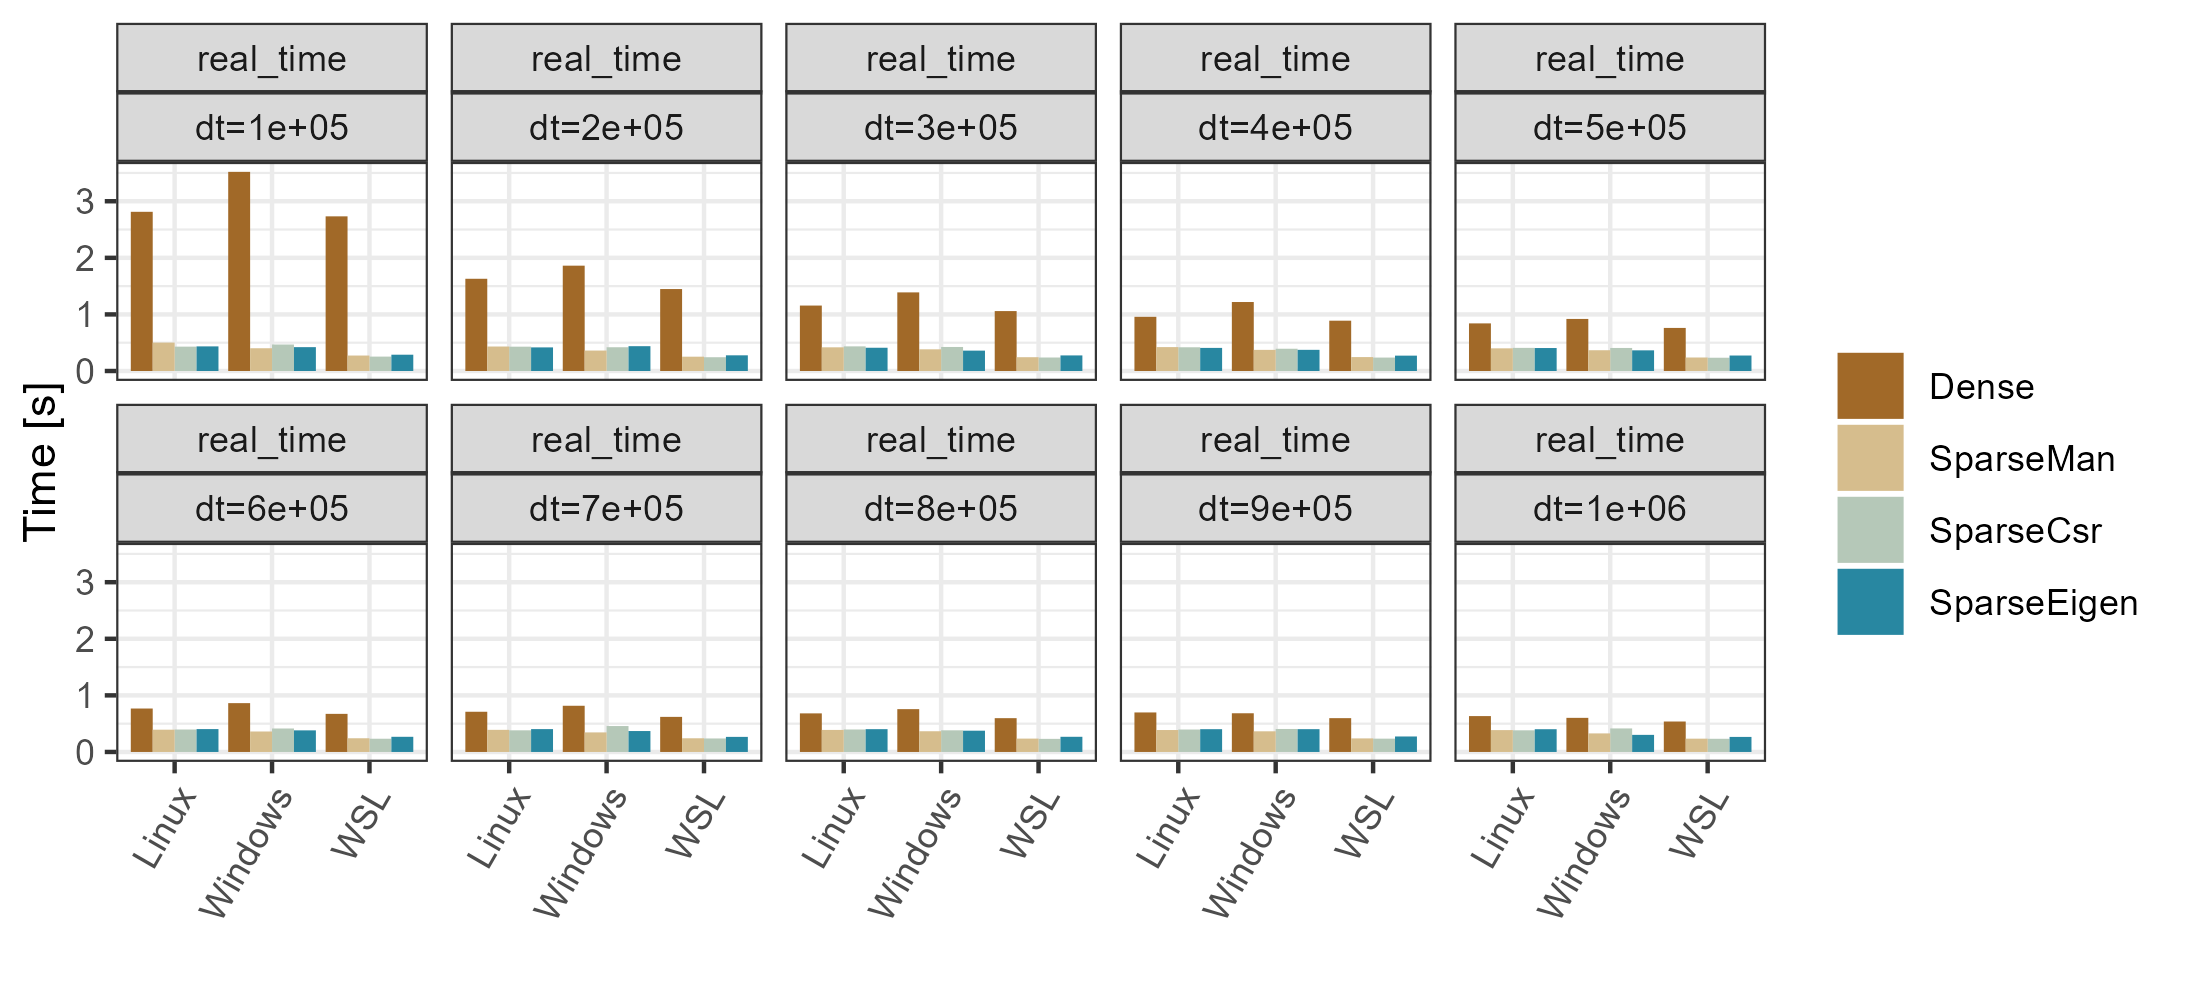 real_time real_time real_time real_time real_time
dt=1e+05 dt=2e+05 dt=3e+05 dt=4e+05 dt=5e+05
3
2
1
0
real_time real_time real_time real_time real_time
dt=6e+05 dt=7e+05 dt=8e+05 dt=9e+05 dt=1e+06
3
2
1
0
Time [s]
Linux Windows WSL Linux Windows WSL Linux Windows WSL Linux Windows WSL Linux Windows WSL
Dense
SparseMan
SparseCsr
SparseEigen